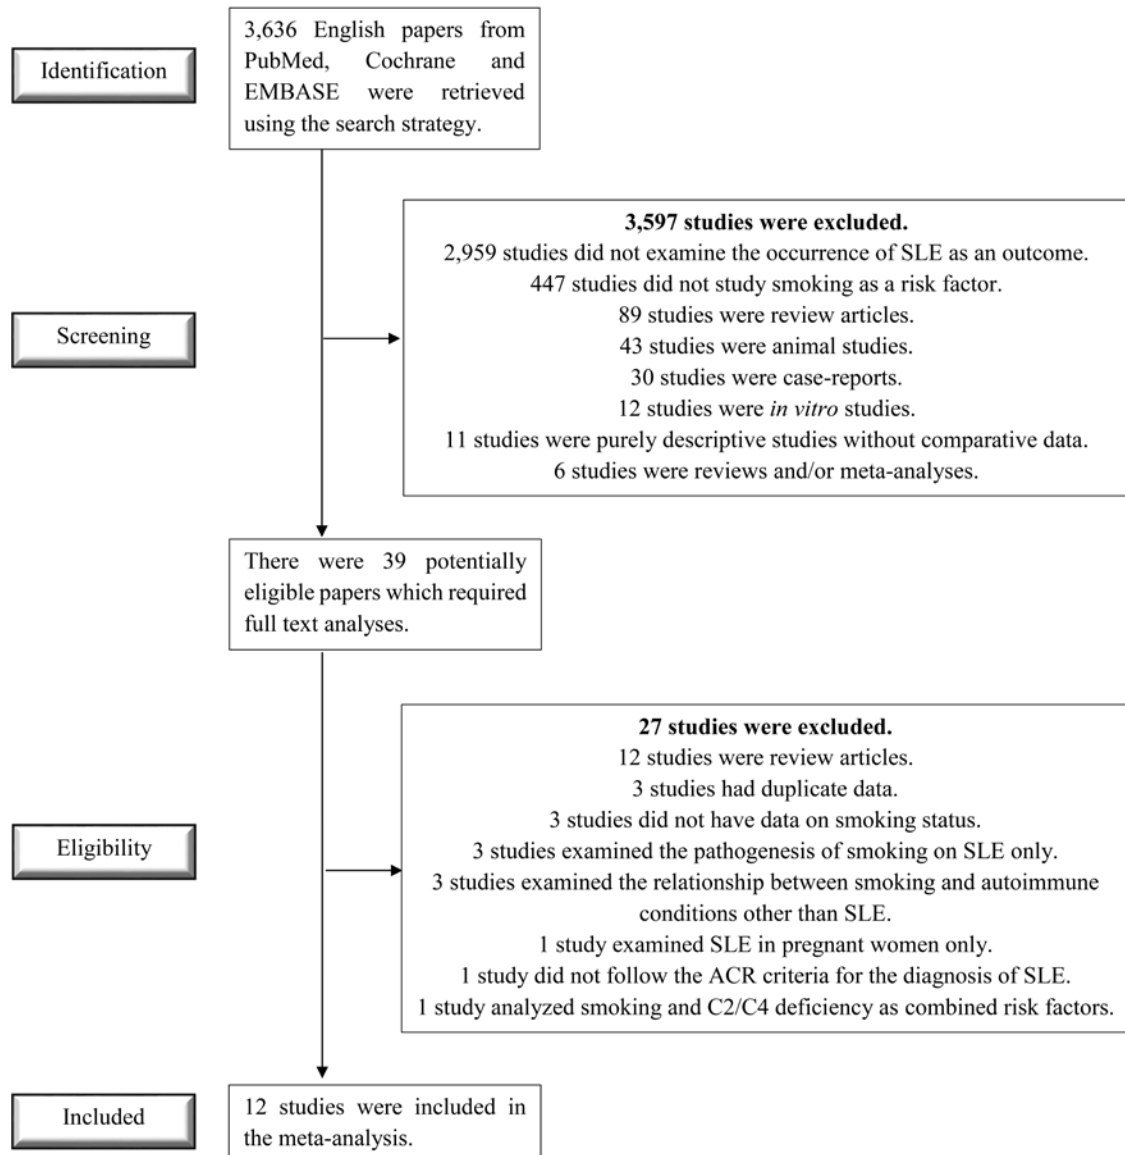 Identification
3,636 English papers from
PubMed, Cochrane and
EMBASE were retrieved
using the search strategy.
Screening
3,597 studies were excluded.
2,959 studies did not examine the occurrence of SLE as an outcome.
447 studies did not study smoking as a risk factor.
89 studies were review articles.
43 studies were animal studies.
30 studies were case-reports.
12 studies were in vitro studies.
11 studies were purely descriptive studies without comparative data.
6 studies were reviews and/or meta-analyses.
There were 39 potentially
eligible papers which required
full text analyses.
Eligibility
27 studies were excluded.
12 studies were review articles.
3 studies had duplicate data.
3 studies did not have data on smoking status.
3 studies examined the pathogenesis of smoking on SLE only.
3 studies examined the relationship between smoking and autoimmune
conditions other than SLE.
1 study examined SLE in pregnant women only.
1 study did not follow the ACR criteria for the diagnosis of SLE.
1 study analyzed smoking and C2/C4 deficiency as combined risk factors.
Included
12 studies were included in
the meta-analysis.